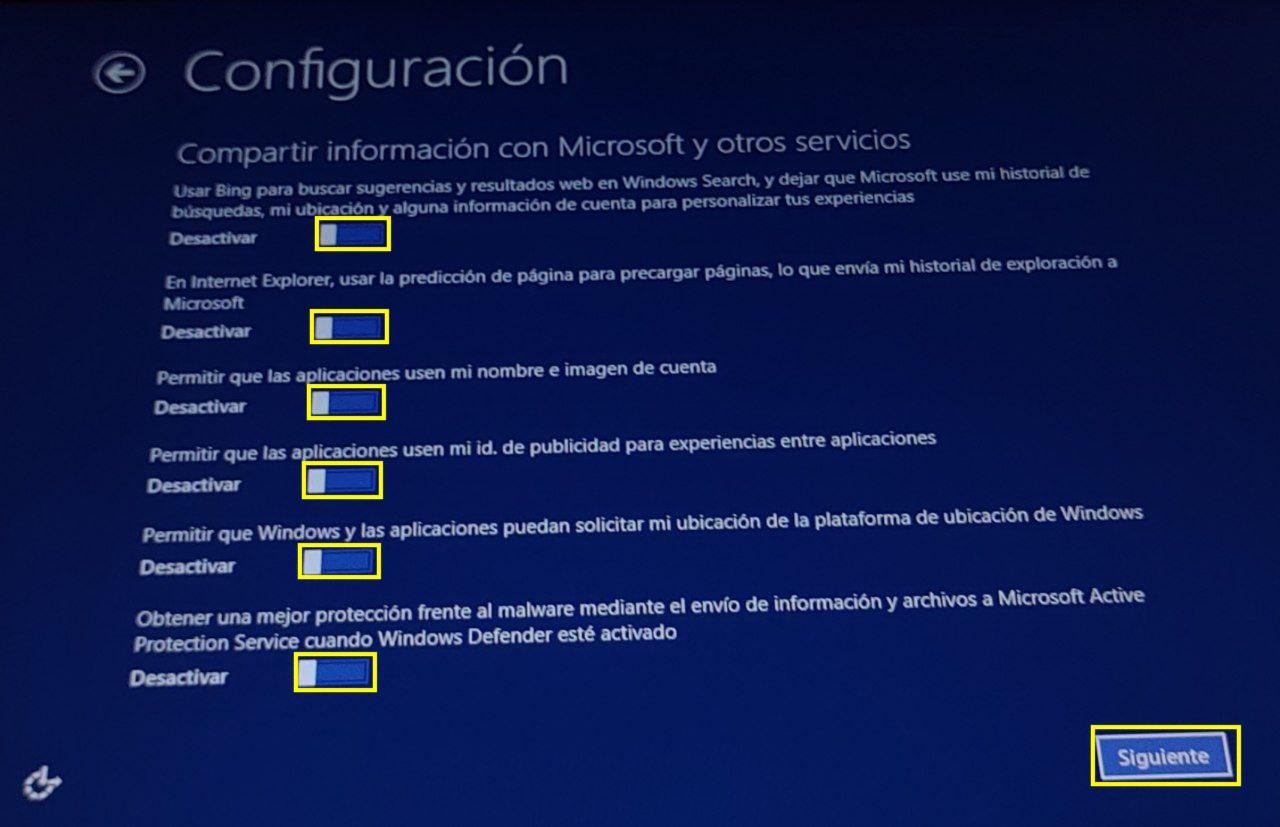 Configuración
Compartir información con Microsoft y otros servicios
Usar Bing para buscar sugerencias y resultados web en Windows Search, y dejar que Microsoft use mi historial de
búsquedas, mi ubicación y alguna información de cuenta para personalizar tus experiencias
Desactivar
En Internet Explorer, usar la predicción de página para precargar páginas, lo que envía mi historial de exploración a
Microsoft
Desactivar
Permitir que las aplicaciones usen mi nombre e imagen de cuenta
Desactivar
Permitir que las aplicaciones usen mi id. de publicidad para experiencias entre aplicaciones
Desactivar
Permitir que Windows y las aplicaciones puedan solicitar mi ubicación de la plataforma de ubicación de Windows
Desactivar
Obtener una mejor protección frente al malware mediante el envío de información y archivos a Microsoft Active
Protection Service cuando Windows Defender esté activado
Desactivar
Siguiente